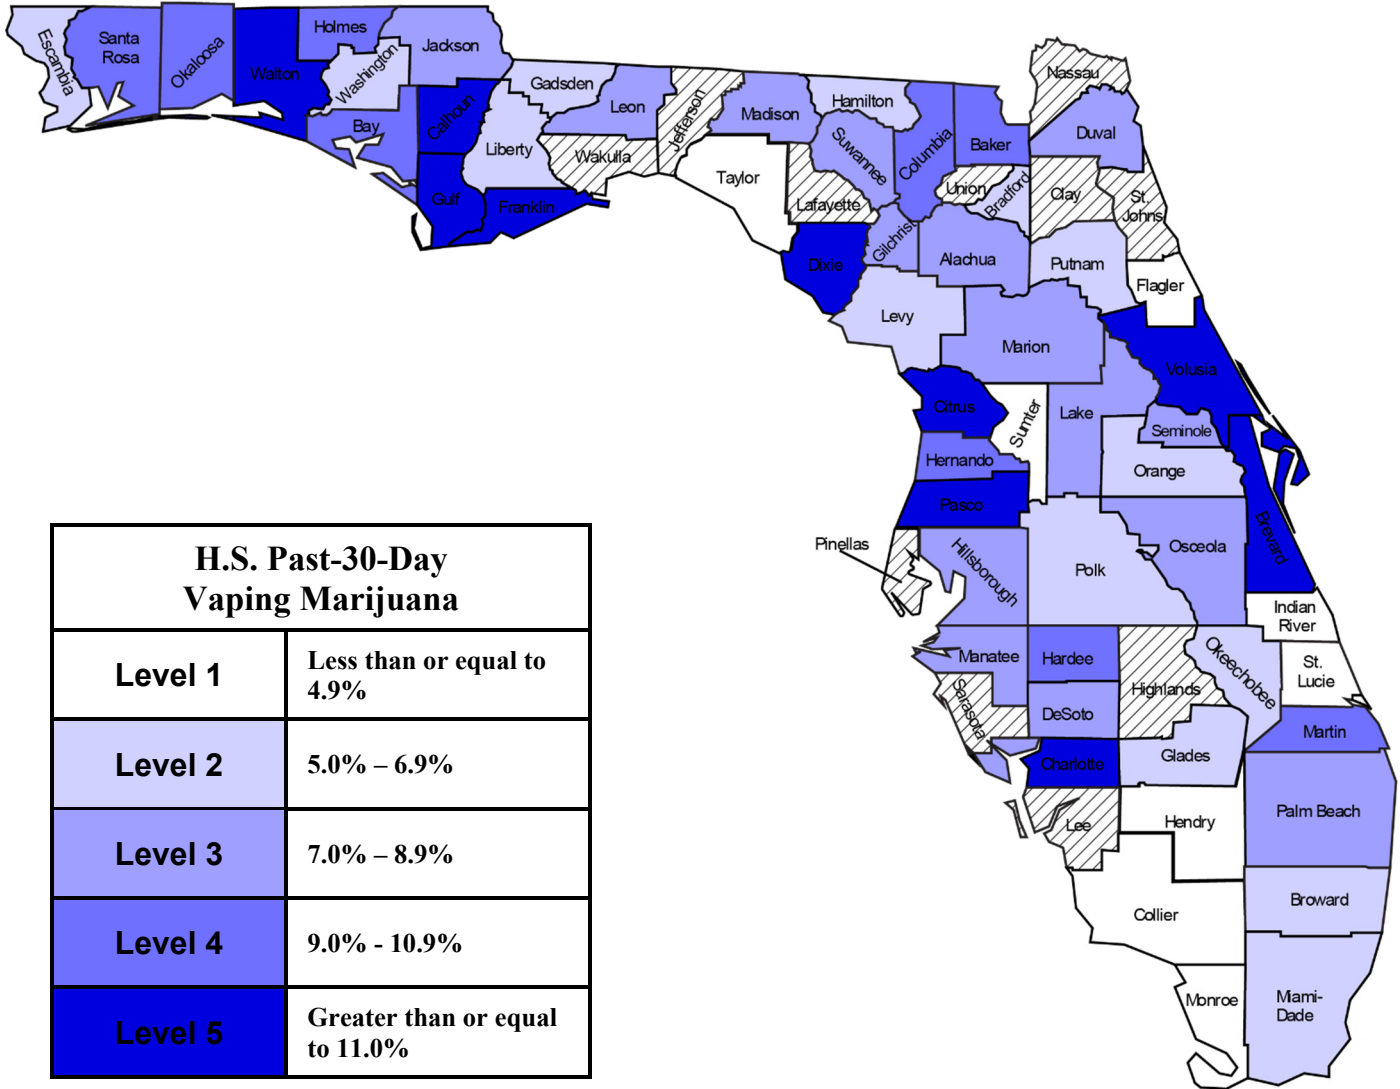 Escambia
Santa
Rosa
Okaloosa
Walton
Holmes
Washington
Jackson
Bay
Calhoun
Gulf
Liberty
Gadsden
Franklin
Leon
Wakulla
Jefferson
Madison
Taylor
Hamilton
Suwannee
Lafayette
Dixie
Columbia
Gilchrist
Baker
Union
Bradford
Alachua
Levy
Nassau
Duval
Clay
St.
Johns
Putnam
Flagler
Marion
Volusia
Citrus
Sumter
Lake
Seminole
Orange
Hernando
Pasco
Brevard
Pinellas
Hillsborough
Polk
Osceola
Indian
River
Manatee
Hardee
Highlands
Okeechobee
St.
Lucie
Sarasota
DeSoto
Martin
Charlotte
Glades
Lee
Hendry
Palm Beach
Collier
Broward
Monroe
Miami-
Dade
H.S. Past-30-Day
Vaping Marijuana
Level 1
Less than or equal to
4.9%
Level 2
5.0% – 6.9%
Level 3
7.0% – 8.9%
Level 4
9.0% - 10.9%
Level 5
Greater than or equal
to 11.0%